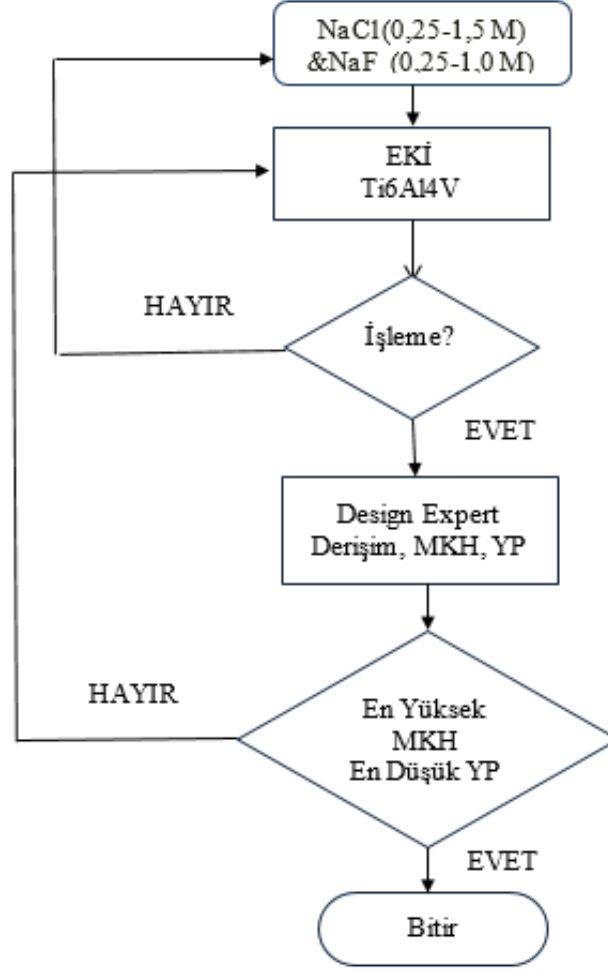 NaCl(0,25-1,5 M)
&NaF (0,25-1,0 M)
EKİ
Ti6Al4V
HAYIR
İşleme?
EVET
Design Expert
Derişim, MKH, YP
HAYIR
En Yüksek
MKH
En Düşük YP
EVET
Bitir